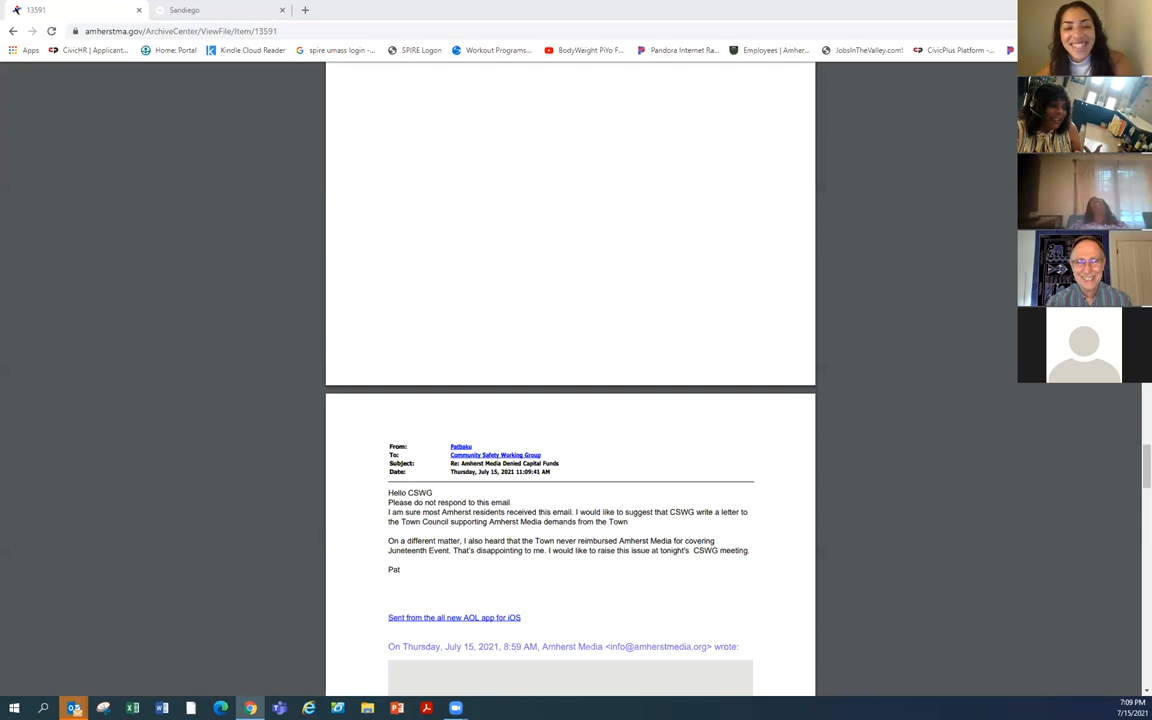 13591
Sandiego
amherstma.gov/ArchiveCenter/ViewFile/Item/13591
Apps
CivicHR | Applicant...
Home: Portal
Kindle Cloud Reader
spire umass login -...
SPIRE Logon
Workout Programs...
BodyWeight PiYo F...
Pandora Internet Ra...
Employees | Amher...
JobsInTheValley.com!
CivicPlus Platform -...
From: Patbaku
To: Community Safety Working Group
Subject: Re: Amherst Media Denied Capital Funds
Date: Thursday, July 15, 2021 11:09:41 AM
Hello CSWG
Please do not respond to this email
I am sure most Amherst residents received this email. I would like to suggest that CSWG write a letter to
the Town Council supporting Amherst Media demands from the Town
On a different matter, I also heard that the Town never reimbursed Amherst Media for covering
Juneteenth Event. That's disappointing to me. I would like to raise this issue at tonight's CSWG meeting.
Pat
Sent from the all new AOL app for iOS
On Thursday, July 15, 2021, 8:59 AM, Amherst Media <info@amherstmedia.org> wrote:
7:09 PM
7/15/2021